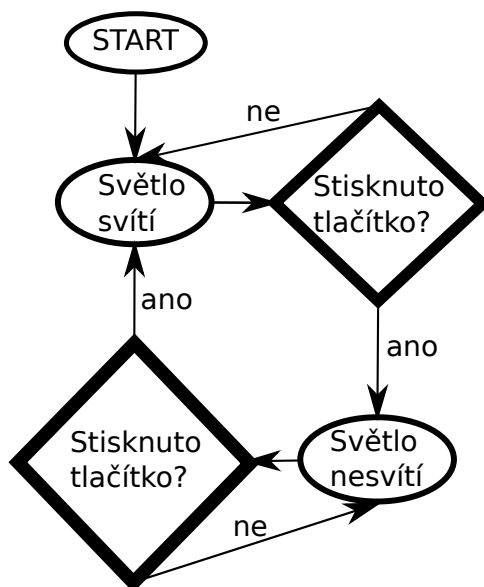 START
ne
Světlo
svítí
Stisknuto
tlačítko?
ano
ano
Stisknuto
tlačítko?
Světlo
nesvítí
ne